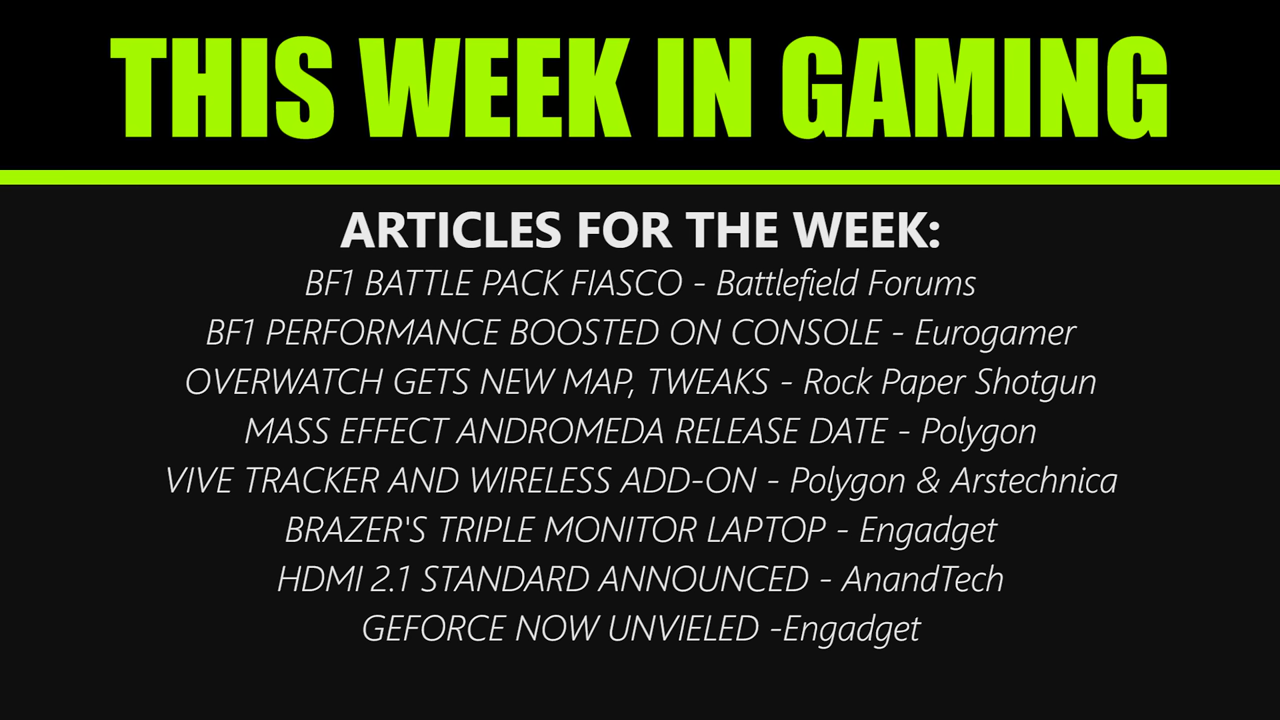 THIS WEEK IN GAMING
ARTICLES FOR THE WEEK:
BF1 BATTLE PACK FIASCO - Battlefield Forums
BF1 PERFORMANCE BOOSTED ON CONSOLE - Eurogamer
OVERWATCH GETS NEW MAP, TWEAKS - Rock Paper Shotgun
MASS EFFECT ANDROMEDA RELEASE DATE - Polygon
VIVE TRACKER AND WIRELESS ADD-ON - Polygon & Arstechnica
BRAZER'S TRIPLE MONITOR LAPTOP - Engadget
HDMI 2.1 STANDARD ANNOUNCED - AnandTech
GEFORCE NOW UNVIELED -Engadget